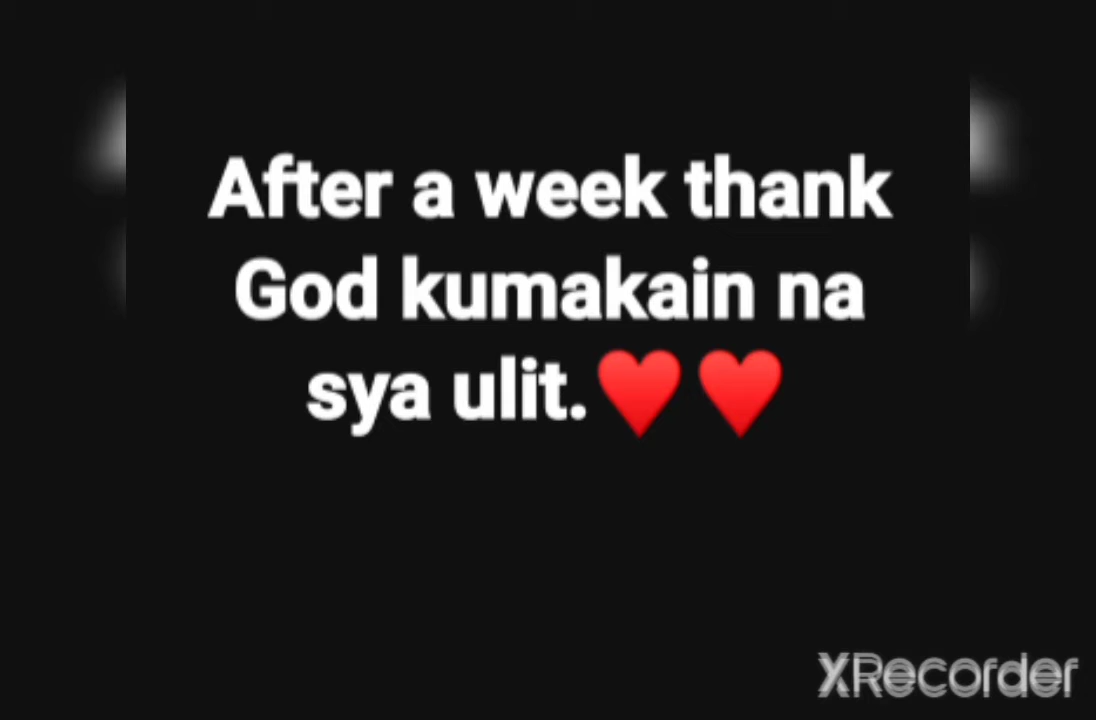 After a week thank
God kumakain na
sya ulit.♥️♥️
XRecorder